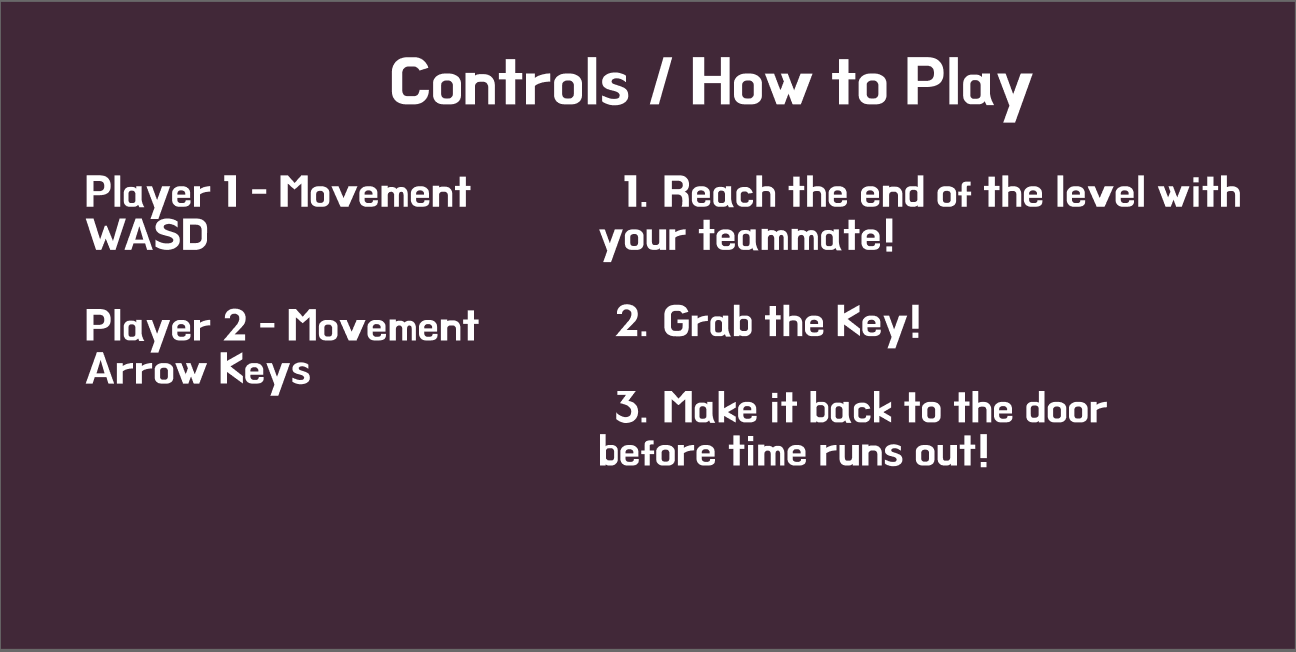 Controls / How to Play
Player 1 - Movement
WASD
Player 2 - Movement
Arrow Keys
1. Reach the end of the level with
your teammate!
2. Grab the Key!
3. Make it back to the door
before time runs out!